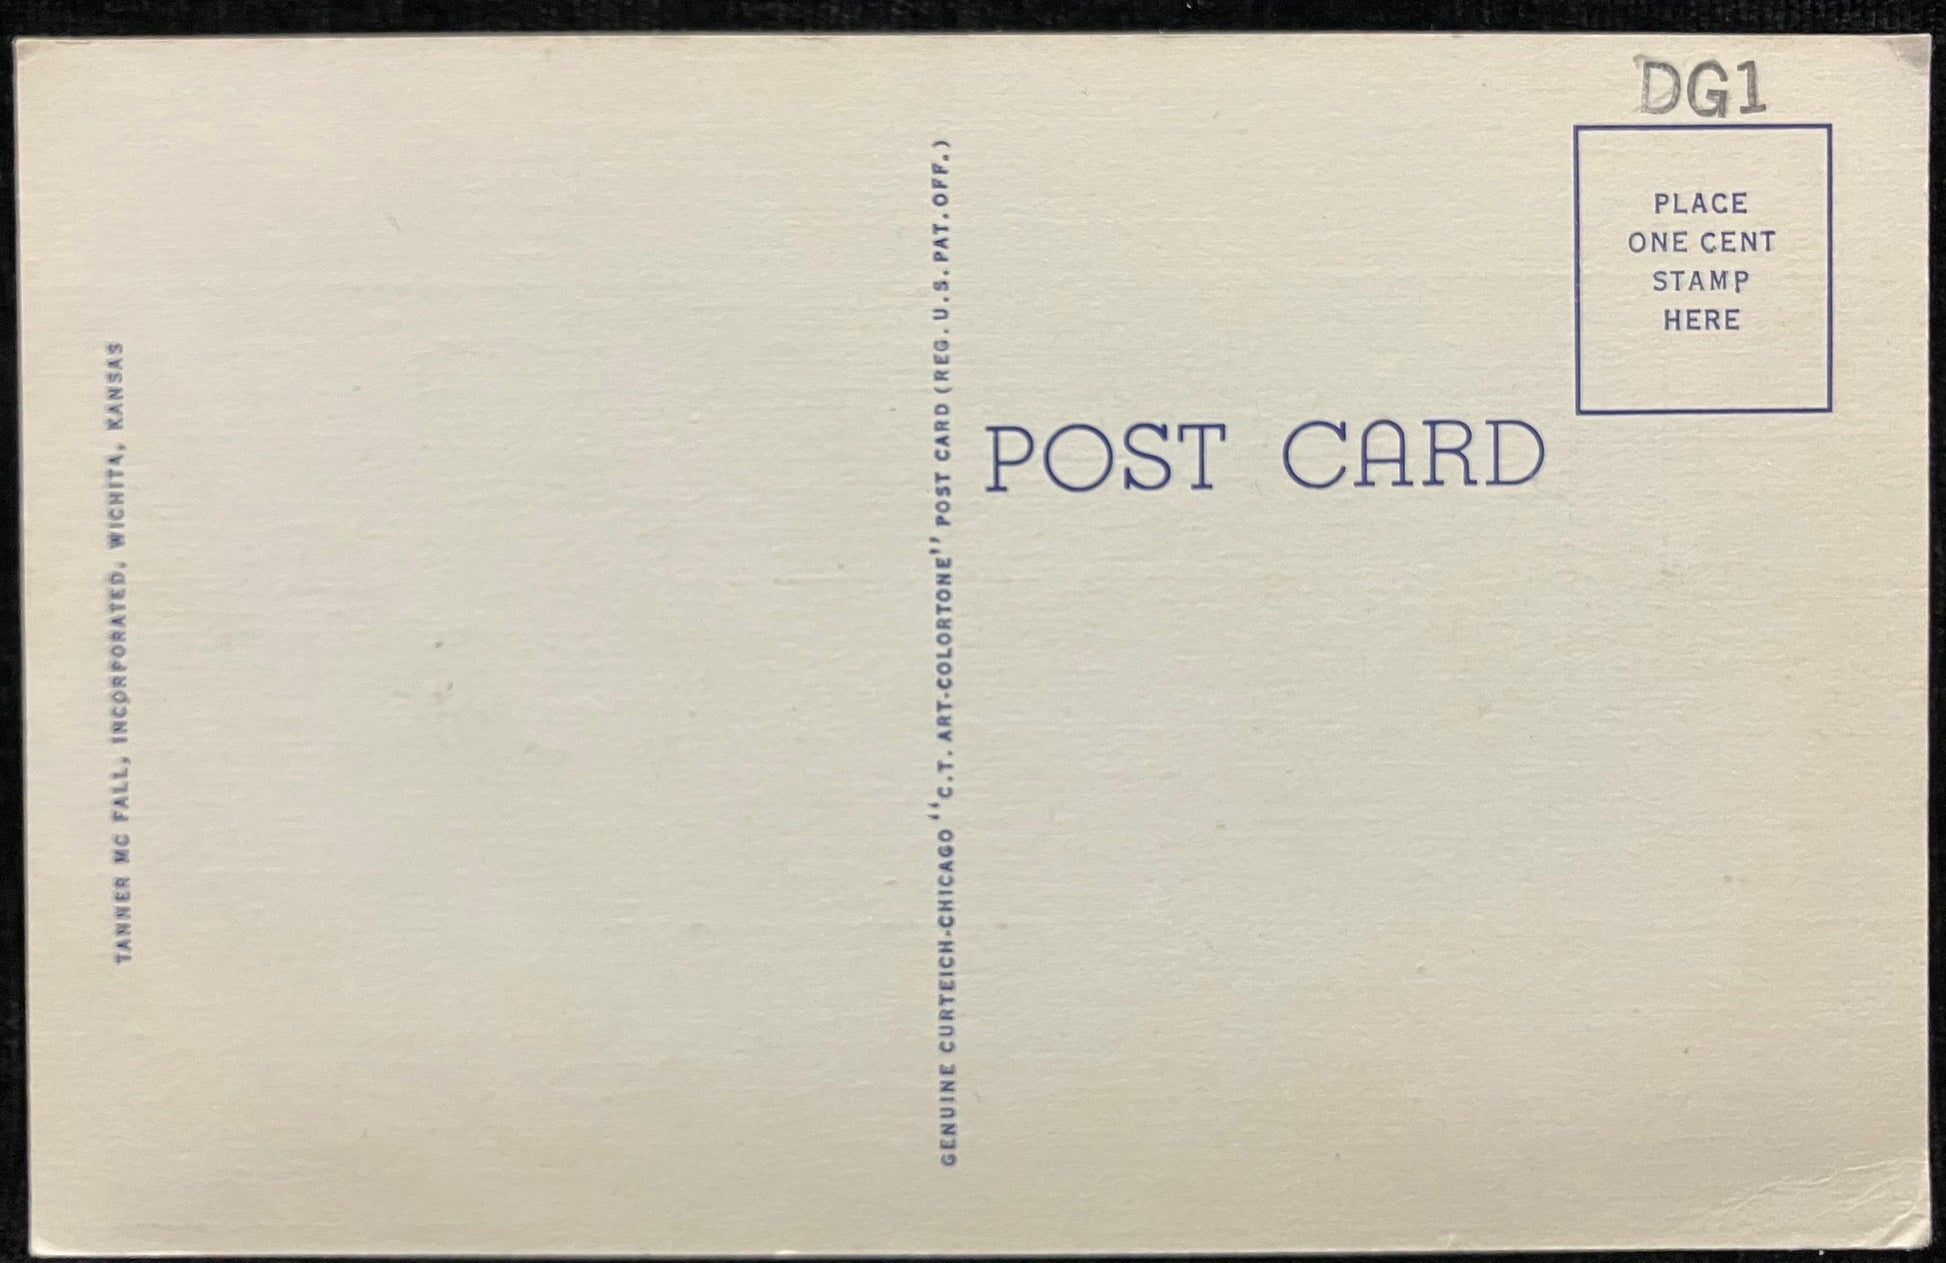 DG1
PLACE
ONE CENT
STAMP
HERE
POST CARD
TANNER MC FALL, INCORPORATED, WICHITA, KANSAS
GENUINE CURTEICH-CHICAGO "C.T. ART-COLORTONE" POST CARD (REG. U.S. PAT. OFF.)